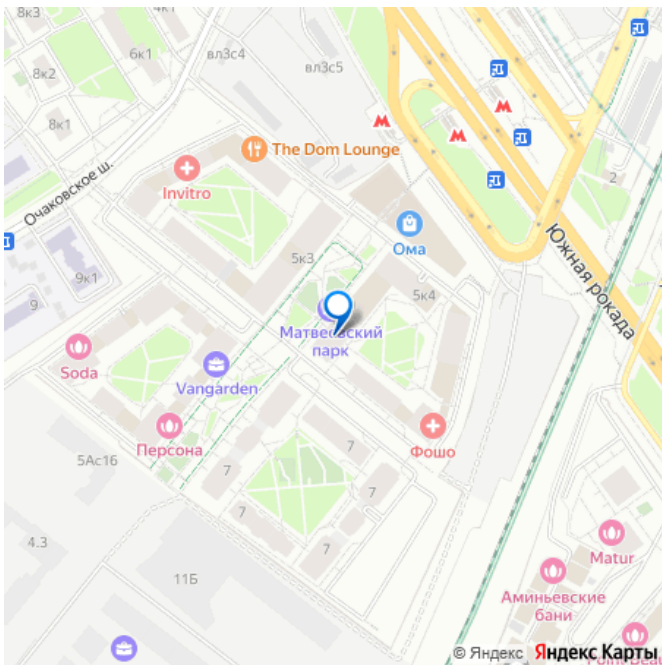 8к3
8к2
6к1
вл3с4
вл3с5
8к1
The Dom Lounge
Invitro
Очаковское ш.
2
Ома
Южная рокада
5к3
9к1
9
5к4
Матвеевский
парк
Soda
Vangarden
Персона
Фошо
5Ас16
7
7
7
7
4.3
11Б
Matur
Аминьевские
бани
© Яндекс Яндекс Карты